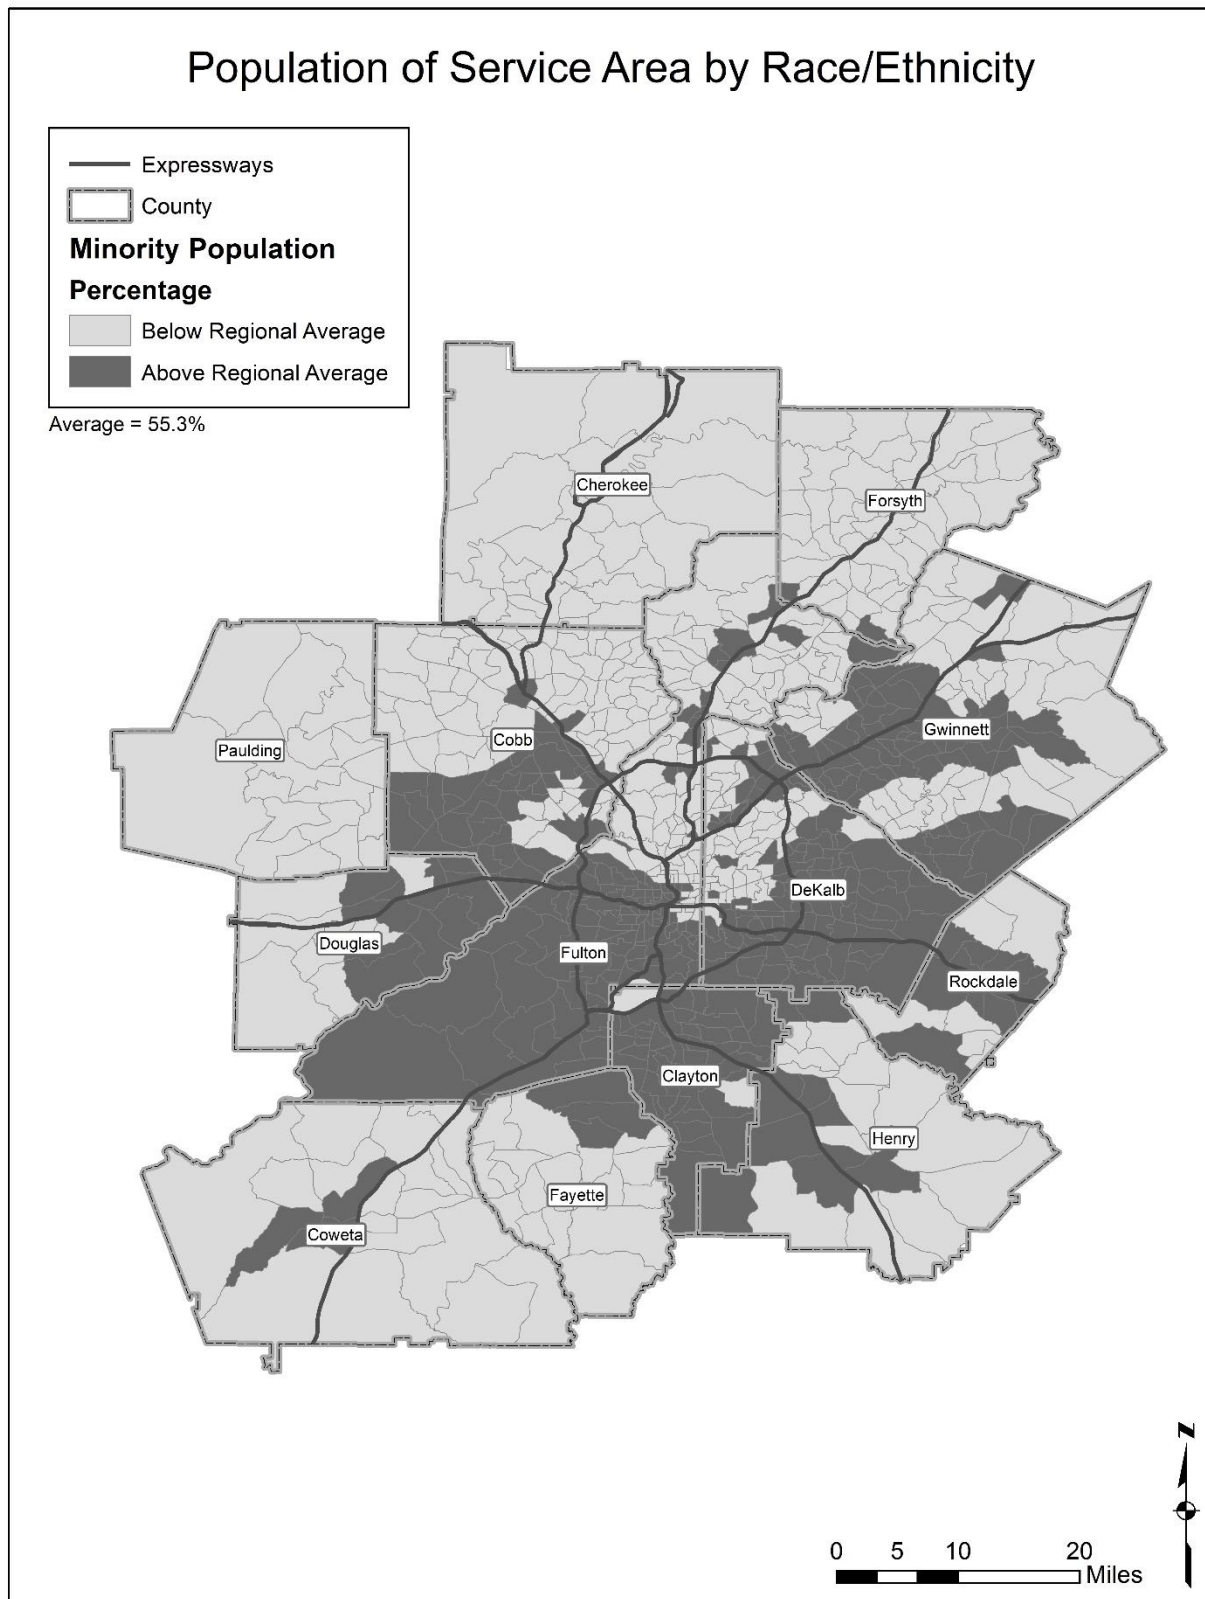 Population of Service Area by Race/Ethnicity
Expressways
County
Minority Population
Percentage
Below Regional Average
Above Regional Average
Average = 55.3%
Cherokee
Forsyth
Gwinnett
Cobb
Paulding
DeKalb
Douglas
Fulton
Rockdale
Clayton
Henry
Fayette
Coweta
N
0 5 10 20
Miles